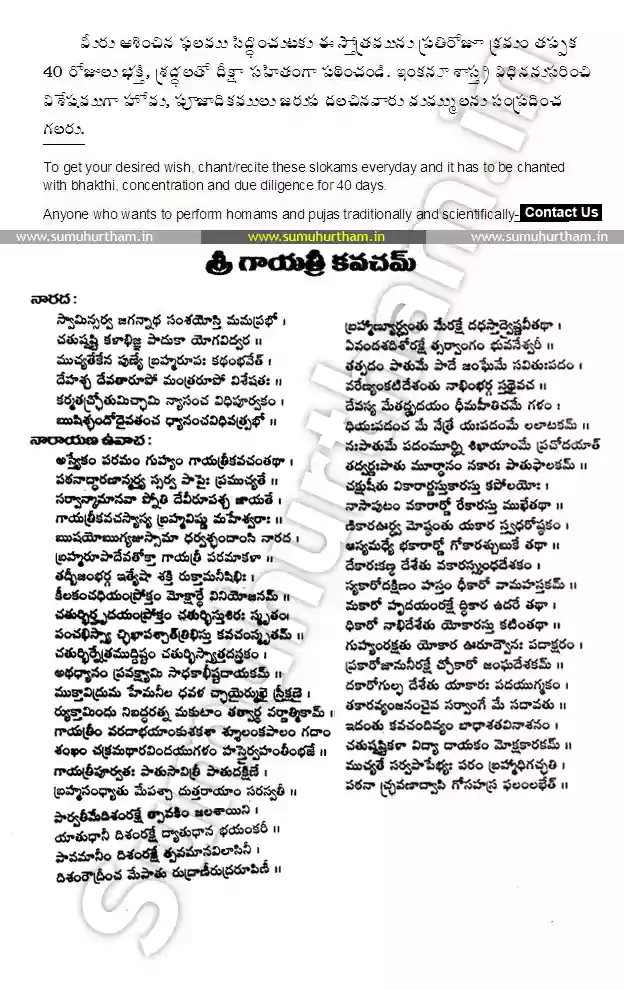 మీరు ఆశించిన ఫలము సిద్ధించుటకు ఈ స్తోత్రమును ప్రతిరోజూ క్రమం తప్పక
40 రోజులు భక్తి, శ్రద్ధలతో దీక్షా సహితంగా పఠించండి. ఇంకనూ శాస్త్ర విధిననుసరించి
విశేషముగా హోమ, పూజాదికములు జరుప దలచినవారు మమ్ములను సంప్రదించ
గలరు.
To get your desired wish, chant/recite these slokams everyday and it has to be chanted
with bhakthi, concentration and due diligence for 40 days.
Anyone who wants to perform homams and pujas traditionally and scientifically- Contact Us
www.sumuhurtham.in www.sumuhurtham.in www.sumuhurtham.in
శ్రీ గాయత్రీ కవచమ్
నారద :
స్వామిన్సర్వ జగన్నాథ సంశయోస్తి మమప్రభో ।
చతుష్షష్టి కళాభిజ్ఞ పాదుకా యోగవిద్వర ॥
ముచ్యతేకేన పుణ్యే బ్రహ్మరూపః కథంభవేత్ ।
దేహశ్చ దేవతారూపో మంత్రరూపో విశేషతః ॥
కర్మతచ్ఛ్రోతుమిచ్ఛామి న్యాసంచ విధిపూర్వకం ।
ఋషిశ్ఛందోదైవతంచ ధ్యానంచవిధివత్ప్రభో ॥
నారాయణ ఉవాచ :
అస్త్యేకం పరమం గుహ్యం గాయత్రీకవచంతథా ।
పఠనాద్ధారణాన్మర్త్య స్సర్వ పాపైః ప్రముచ్యతే ॥
సర్వాన్కామానవా ప్నోతి దేవీరూపశ్చ జాయతే ।
గాయత్రీకవచస్యాస్య బ్రహ్మవిష్ణు మహేశ్వరాః ॥
ఋషయోఋగ్యజుస్సామా ధర్వశ్ఛందాంసి నారద ।
బ్రహ్మరూపాదేవతోక్తా గాయత్రీ పరమాకళా ॥
తద్బీజంభర్గ ఇత్యేషా శక్తి రుక్తామనీషిభిః ।
కీలకంచధియంప్రోక్తం మోక్షార్థే వినియోజనమ్ ॥
చతుర్భిర్హృదయంప్రోక్తం చతుర్భిస్తుశిరః స్మృతం।
పంచభిస్స్యా చ్ఛిఖాపశ్చాత్త్రిభిస్తు కవచంస్మృతమ్ ॥
చతుర్భిర్నేత్రముద్దిష్టం చతుర్భిస్స్యాత్తదస్త్రకం ।
అథధ్యానం ప్రవక్ష్యామి సాధకాభీష్టదాయకమ్ ॥
ముక్తావిద్రుమ హేమనీల ధవళ చ్ఛాయైర్ముఖై స్త్రీక్షణై ।
ర్యుక్తామిందు నిబద్ధరత్న మకుటాం తత్వార్థ వర్ణాత్మికామ్ ॥
గాయత్రీం వరదాభయాంకుశకశా శ్శూలంకపాలం గదాం
శంఖం చక్రమథారవిందయుగళం హస్తైర్వహంతీంభజే ॥
గాయత్రీపూర్వతః పాతుసావిత్రీ పాతుదక్షిణే ।
బ్రహ్మసంధ్యాతు మేపశ్చా దుత్తరాయాం సరస్వతీ ॥
పార్వతీమేదిశంరక్షే త్పావకీం జలశాయిని ।
యాతుధానీ దిశంరక్షే ద్యాతుధాన భయంకరీ ॥
పావమానీం దిశంరక్షే త్పవమానవిలాసినీ ।
దిశంరౌద్రీంచ మేపాతు రుద్రాణీరుద్రరూపిణీ ॥
బ్రహ్మాణ్యూర్థ్వంతు మేరక్షే దధస్తాద్వైష్ణవీతథా ।
ఏవందశదిశోరక్షే త్సర్వాంగం భువనేశ్వరీ ॥
తత్పదం పాతుమే పాదే జంఘేమే సవితుఃపదం ।
వరేణ్యంకటిదేశంతు నాభింభర్గ స్తథైవచ ॥
దేవస్య మేతద్ధృదయం ధీమహీతిచమే గళం ।
ధియఃపదంచ మే నేత్రే యఃపదంమే లలాటకమ్ ॥
నఃపాతుమే పదంమూర్ధ్ని శిఖాయాంమే ప్రచోదయాత్
తద్వర్ణఃపాతు మూర్ధానం సకారః పాతుఫాలకమ్ ॥
చక్షుషీతు వికారార్ణస్తుకారస్తు కపోలయోః ।
నాసాపుటం వకారార్ణో రేకారస్తు ముఖేతథా ॥
ణికారఊర్ధ్వ మోష్ఠంతు యకార స్త్వధరోష్ఠకం ।
ఆస్యమధ్యే భకారార్ణో గోకారశ్చుబుకే తథా ॥
దేకారఃకణ్ఠ దేశేతు వకారస్స్కంధదేశకం ।
స్యకారోదక్షిణం హస్తం ధీకారో వామహస్తకమ్ ॥
మకారో హృదయంరక్షే ద్ధికార ఉదరే తథా ।
ధికారో నాభిదేశేతు యోకారస్తు కటింతథా ॥
గుహ్యంరక్షతు యోకార ఊరూద్వౌనః పదాక్షరం ।
ప్రకారోజానునీరక్షే చ్చోకారో జంఘదేశకమ్ ॥
దకారోగుల్ఫ దేశేతు యాకారః పదయుగ్మకం ।
తకారవ్యంజనంచైవ సర్వాంగే మే సదావతు ॥
ఇదంతు కవచందివ్యం బాధాశతవినాశనం ।
చతుష్షష్టికళా విద్యా దాయకం మోక్షకారకమ్ ॥
ముచ్యతే సర్వపాపేభ్యః పరం బ్రహ్మాధిగచ్ఛతి ।
పఠనా చ్ఛ్రవణాద్వాపి గోసహస్ర ఫలంలభేత్ ॥
Sumuhurtham.in